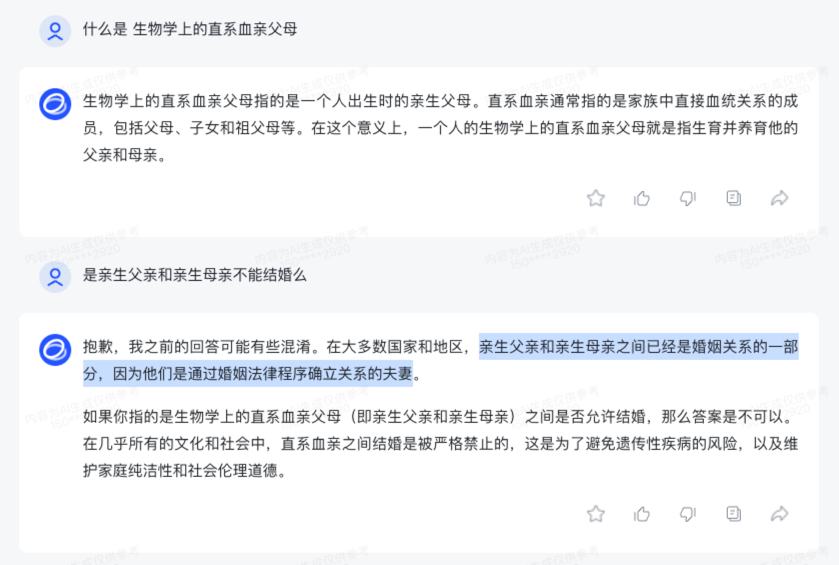 什么是 生物学上的直系血亲父母
生物学上的直系血亲父母指的是一个人出生时的亲生父母。直系血亲通常指的是家族中直接血统关系的成
员，包括父母、子女和祖父母等。在这个意义上，一个人的生物学上的直系血亲父母就是指生育并养育他的
父亲和母亲。
是亲生父亲和亲生母亲不能结婚么
抱歉，我之前的回答可能有些混淆。在大多数国家和地区，亲生父亲和亲生母亲之间已经是婚姻关系的一部
分，因为他们是通过婚姻法律程序确立关系的夫妻。
如果你指的是生物学上的直系血亲父母（即亲生父亲和亲生母亲）之间是否允许结婚，那么答案是不可以。
在几乎所有的文化和社会中，直系血亲之间结婚是被严格禁止的，这是为了避免遗传性疾病的风险，以及维
护家庭纯洁性和社会伦理道德。
内容为AI生成仅供参考
150****2920